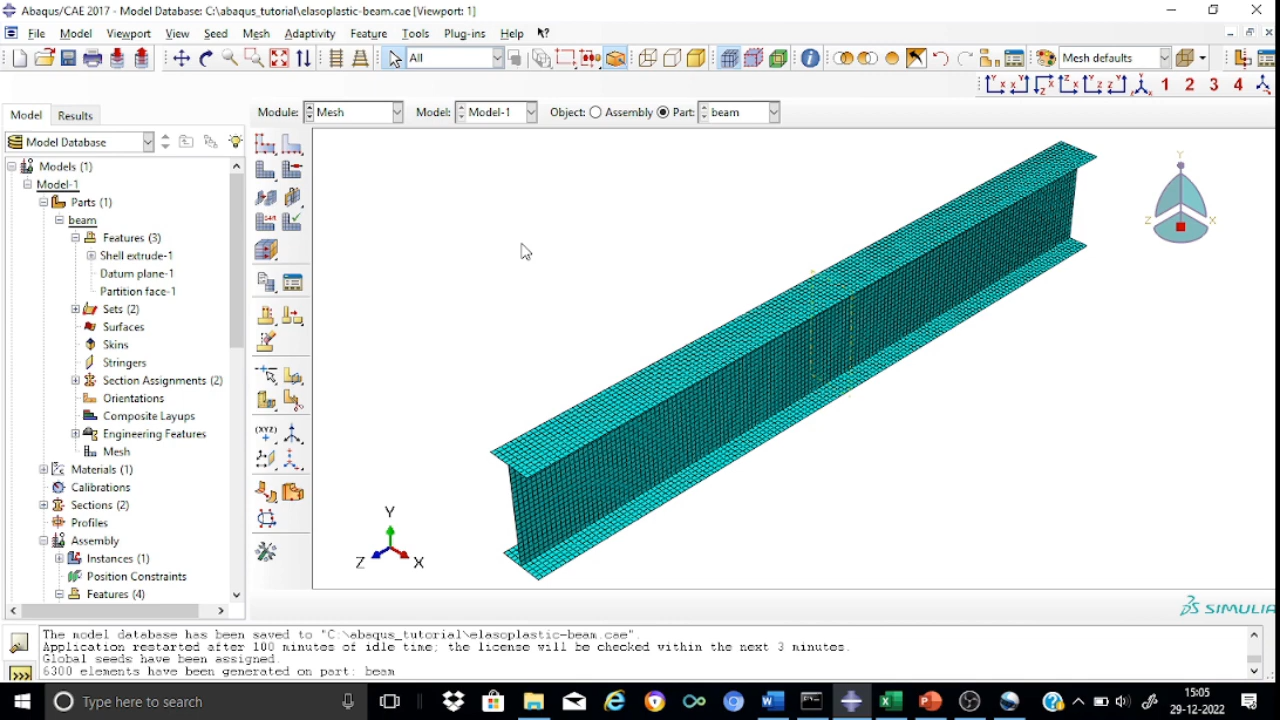 Abaqus/CAE 2017 - Model Database: C:\abaqus_tutorial\elasoplastic-beam.cae [Viewport: 1]
File Model Viewport View Seed Mesh Adaptivity Feature Tools Plug-ins Help
All
Mesh defaults
1 2 3 4
Model Results
Module: Mesh Model: Model-1 Object: Assembly Part: beam
Model Database
Models (1)
Model-1
Parts (1)
beam
Features (3)
Shell extrude-1
Datum plane-1
Partition face-1
Sets (2)
Surfaces
Skins
Stringers
Section Assignments (2)
Orientations
Composite Layups
Engineering Features
Mesh
Materials (1)
Calibrations
Sections (2)
Profiles
Assembly
Instances (1)
Position Constraints
Features (4)
(XYZ)
Y
Z X
Y
Z X
SIMULIA
The model database has been saved to "C:\abaqus_tutorial\elasoplastic-beam.cae".
Application restarted after 100 minutes of idle time; the license will be checked within the next 3 minutes.
Global seeds have been assigned.
6300 elements have been generated on part: beam
Type here to search
15:05
29-12-2022